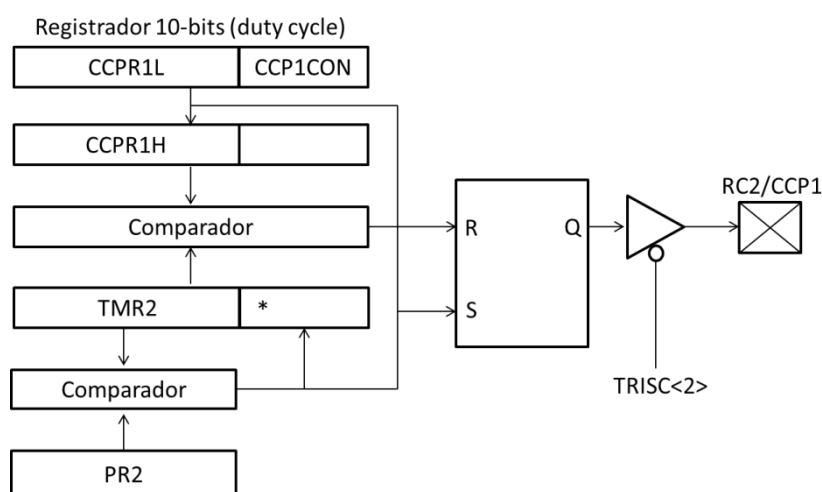 Registrador 10-bits (duty cycle)
CCPR1L
CCP1CON
CCPR1H
Comparador
TMR2
*
Comparador
PR2
R
Q
S
RC2/CCP1
TRISC<2>